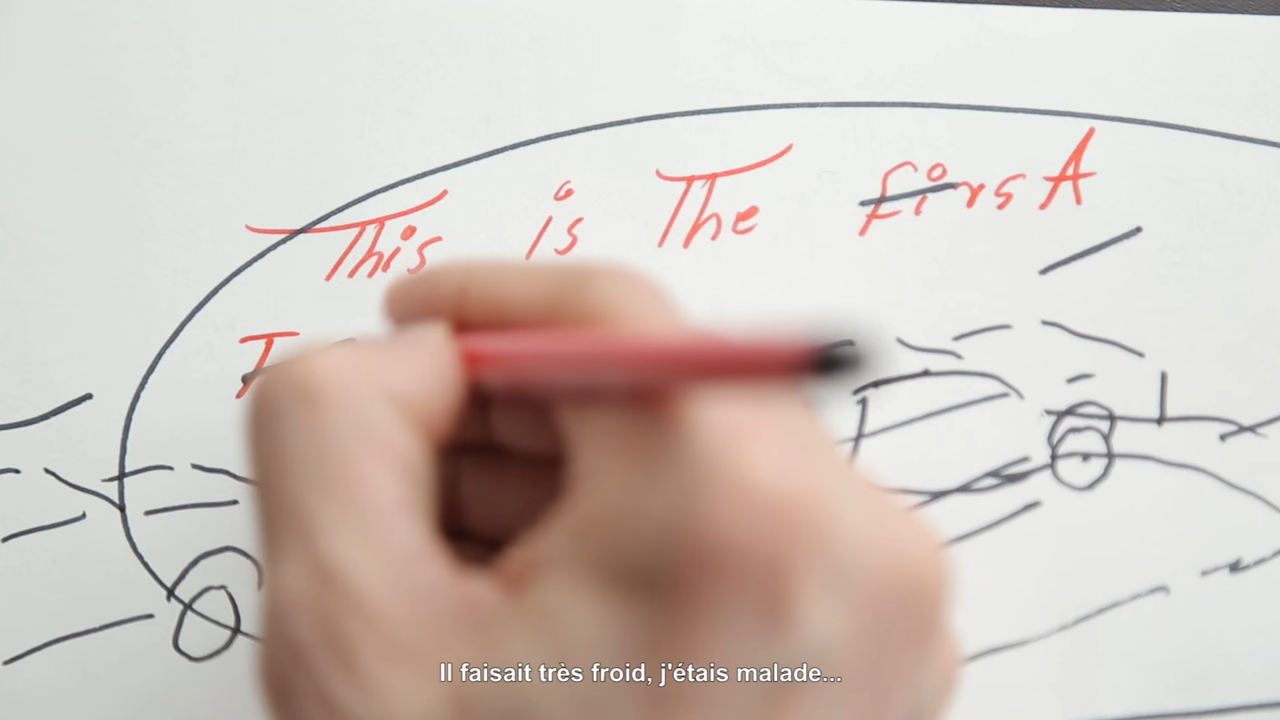 This is The firsA
Il faisait très froid, j'étais malade...